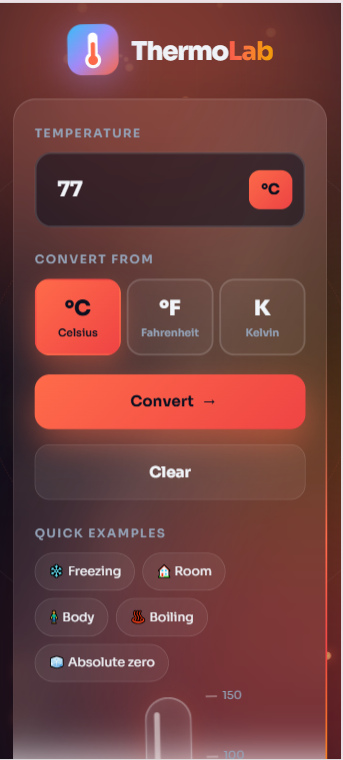 ThermoLab
TEMPERATURE
77 °C
CONVERT FROM
°C °F K
Celsius Fahrenheit Kelvin
Convert →
Clear
QUICK EXAMPLES
Freezing Room
Body Boiling
Absolute zero
150
100